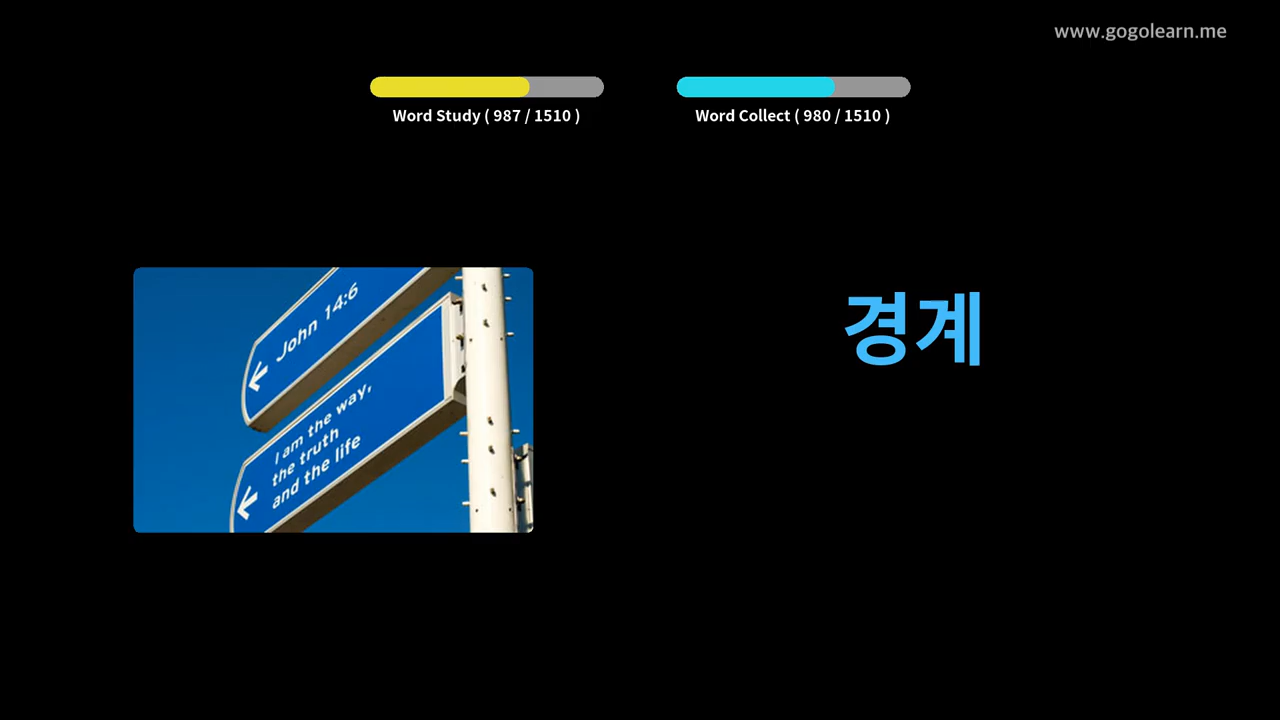 www.gogolearn.me
Word Study ( 987 / 1510 )
Word Collect ( 980 / 1510 )
John 14:6
I am the way,
the truth
and the life
경계